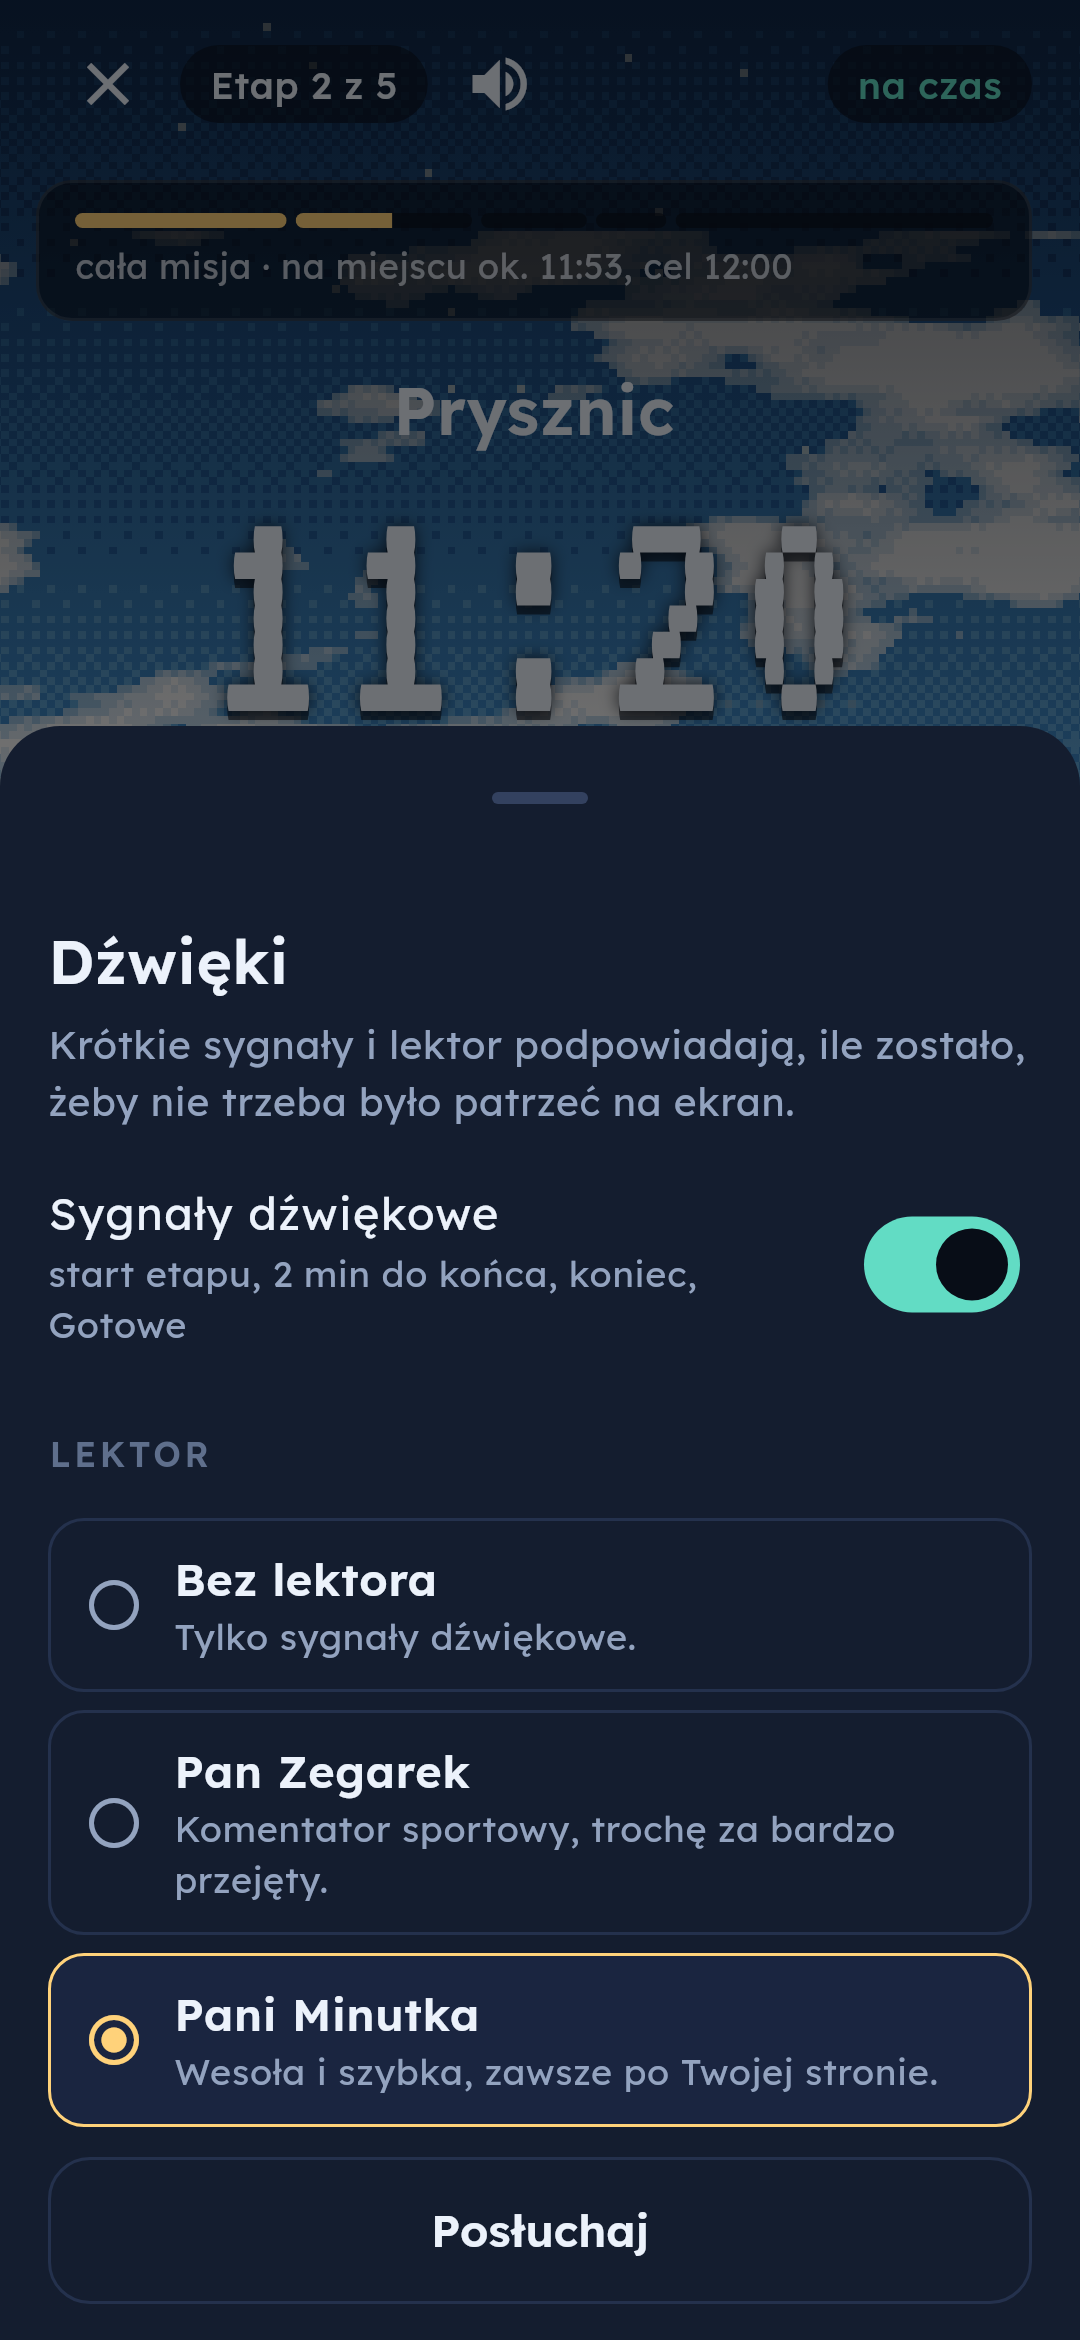 Etap 2 z 5
na czas
cała misja · na miejscu ok. 11:53, cel 12:00
Prysznic
11:20
Dźwięki
Krótkie sygnały i lektor podpowiadają, ile zostało,
żeby nie trzeba było patrzeć na ekran.
Sygnały dźwiękowe
start etapu, 2 min do końca, koniec,
Gotowe
LEKTOR
Bez lektora
Tylko sygnały dźwiękowe.
Pan Zegarek
Komentator sportowy, trochę za bardzo
przejęty.
Pani Minutka
Wesoła i szybka, zawsze po Twojej stronie.
Posłuchaj